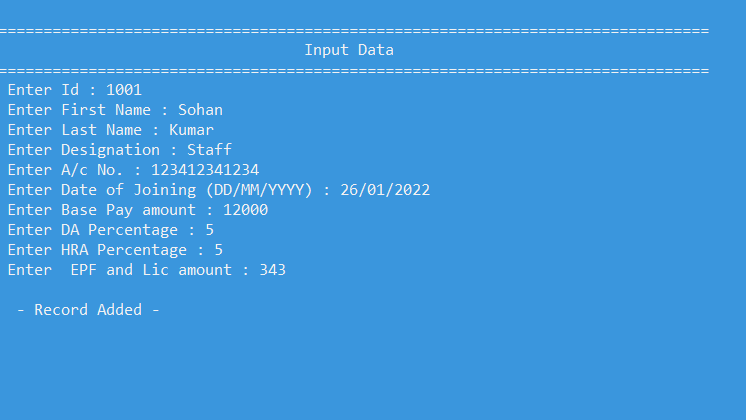 ===============================================================================
Input Data
===============================================================================
Enter Id : 1001
Enter First Name : Sohan
Enter Last Name : Kumar
Enter Designation : Staff
Enter A/c No. : 123412341234
Enter Date of Joining (DD/MM/YYYY) : 26/01/2022
Enter Base Pay amount : 12000
Enter DA Percentage : 5
Enter HRA Percentage : 5
Enter  EPF and Lic amount : 343
- Record Added -